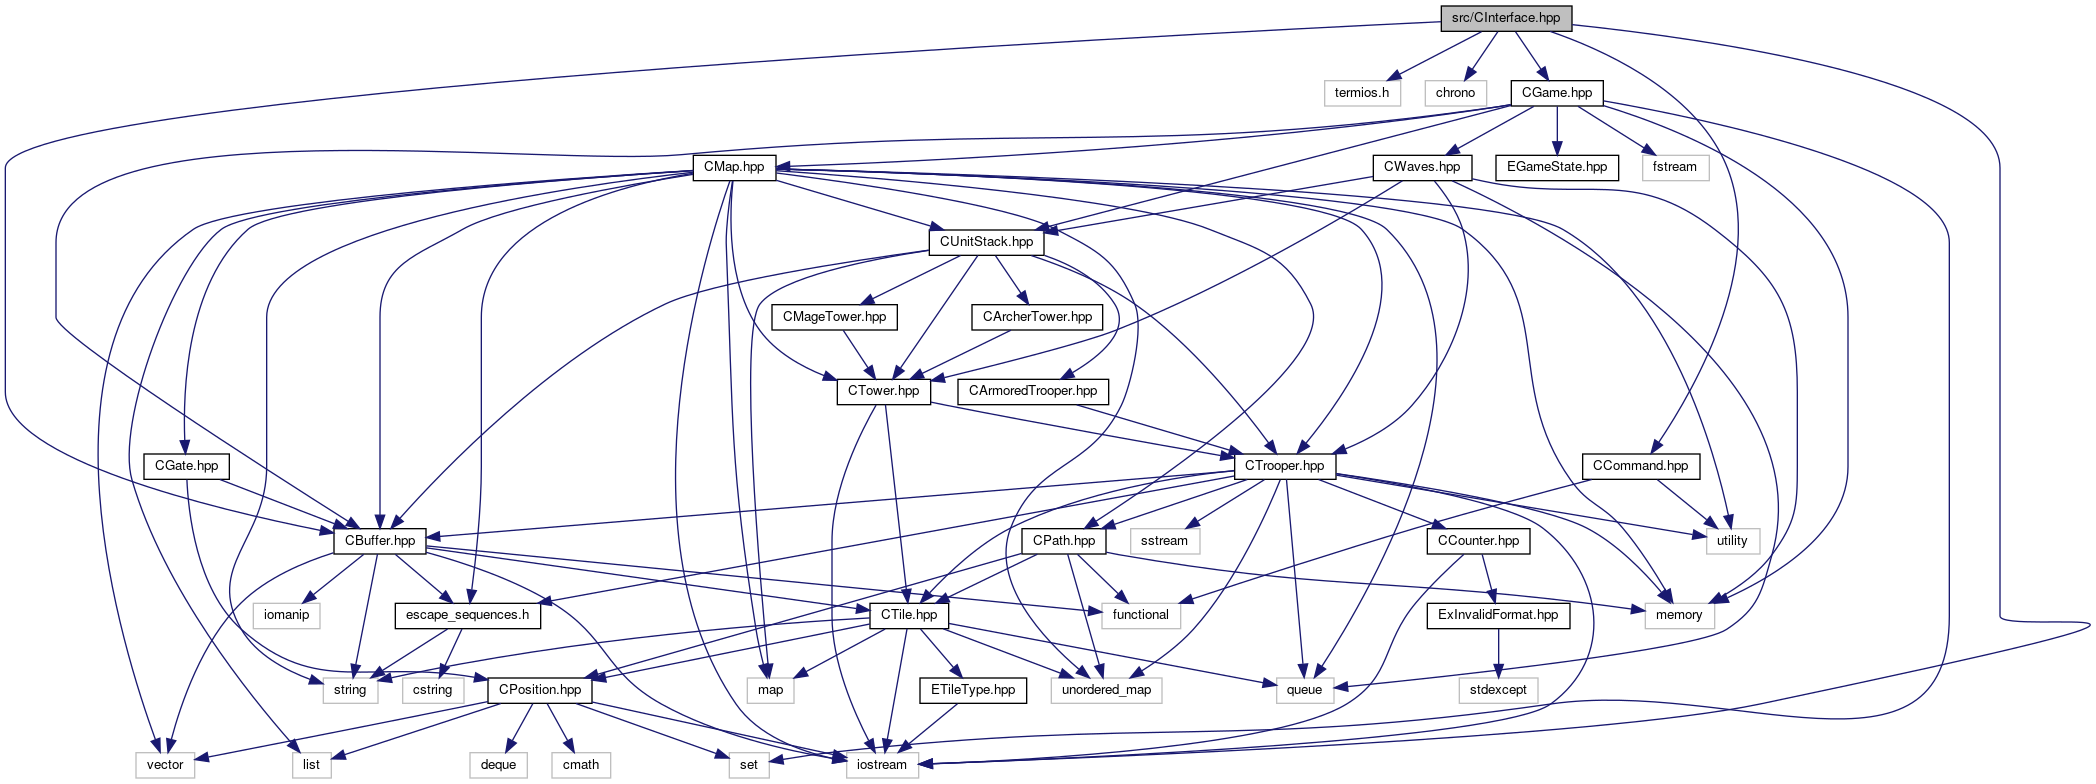 src/CInterface.hpp
termios.h
chrono
CGame.hpp
CMap.hpp
CWaves.hpp
EGameState.hpp
fstream
CUnitStack.hpp
CMageTower.hpp
CArcherTower.hpp
CTower.hpp
CArmoredTrooper.hpp
CGate.hpp
CTrooper.hpp
CCommand.hpp
CBuffer.hpp
CPath.hpp
sstream
CCounter.hpp
utility
iomanip
escape_sequences.h
CTile.hpp
functional
ExInvalidFormat.hpp
memory
string
cstring
CPosition.hpp
map
ETileType.hpp
unordered_map
queue
stdexcept
vector
list
deque
cmath
set
iostream